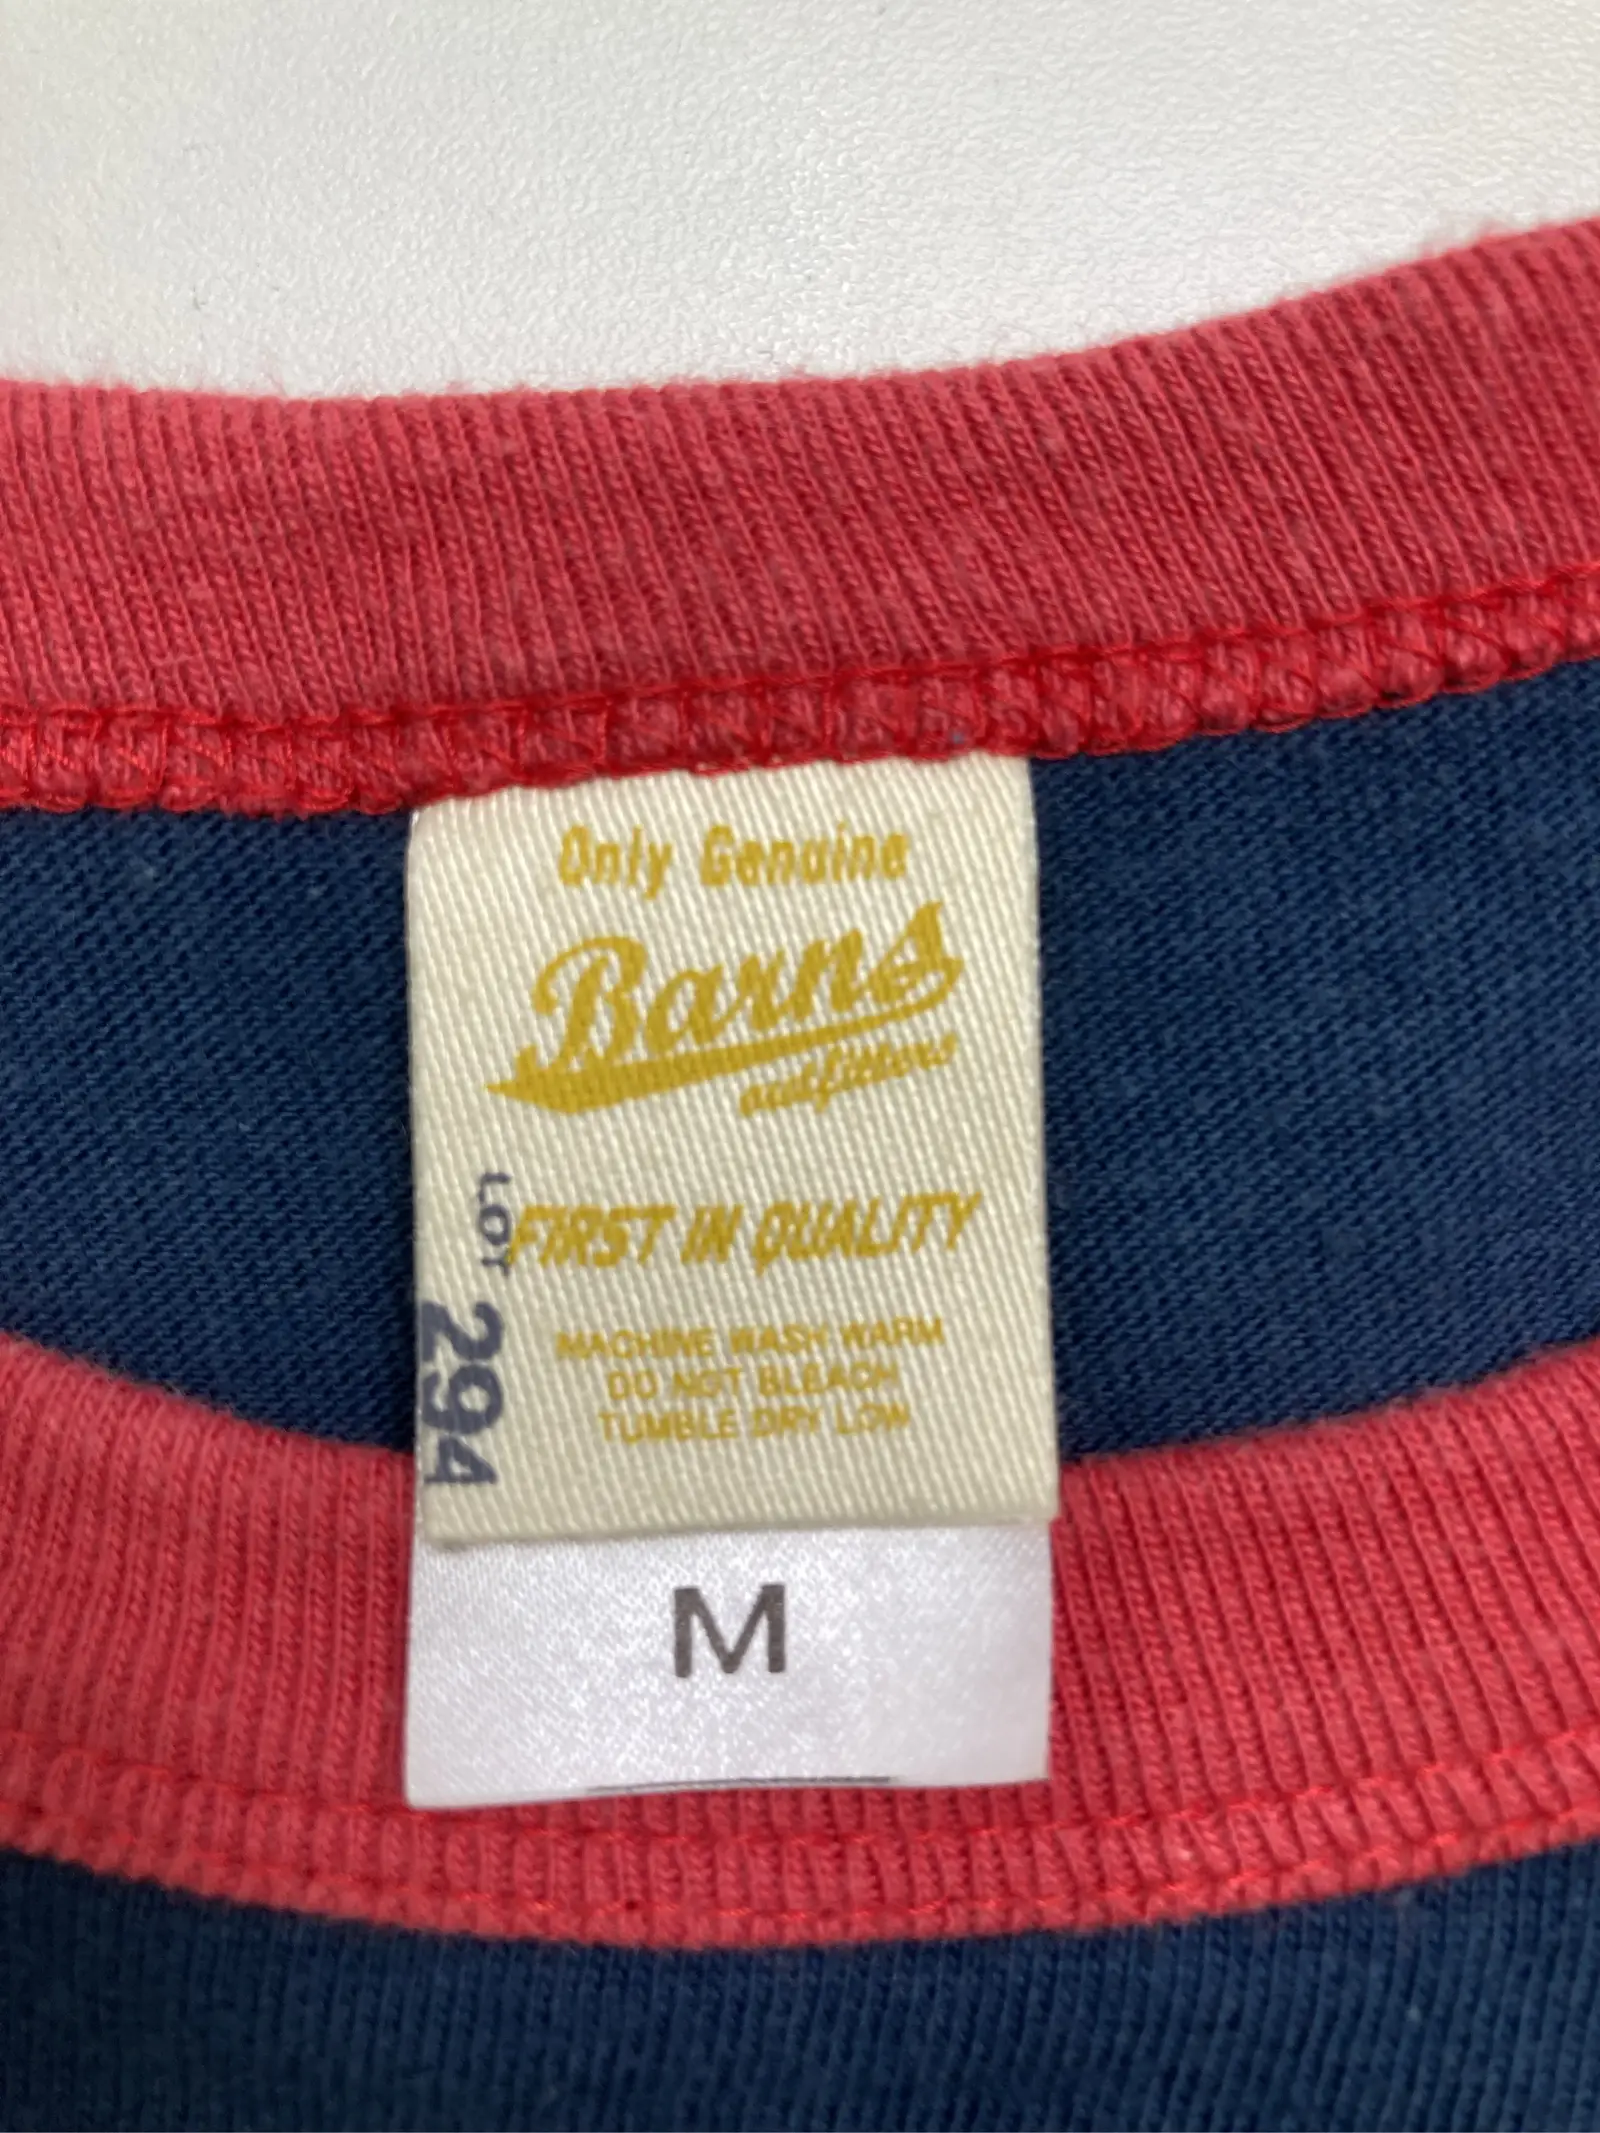 Only Genuine
Barns
outfitters
FIRST IN QUALITY
LOT 294
MACHINE WASH WARM
DO NOT BLEACH
TUMBLE DRY LOW
M